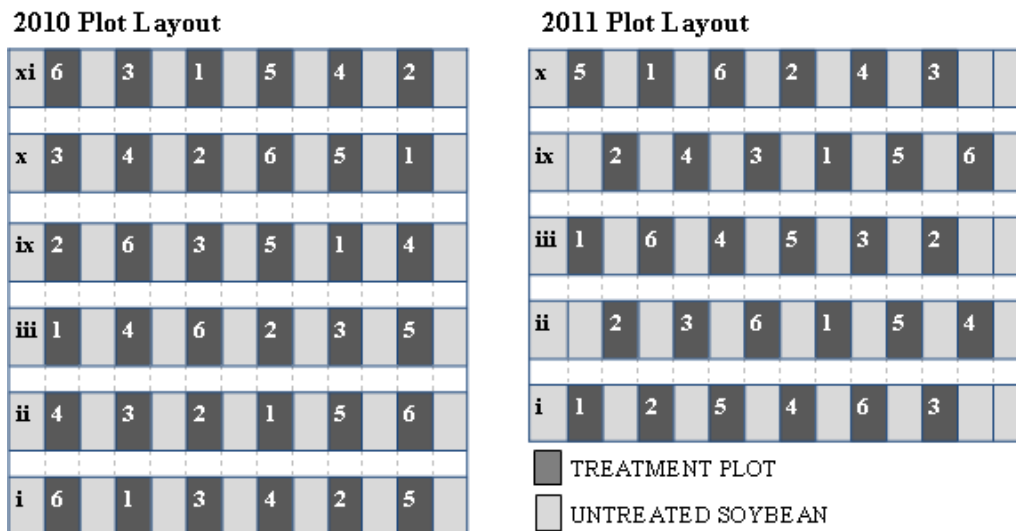 2010 Plot Layout
xi 6 3 1 5 4 2
x 3 4 2 6 5 1
ix 2 6 3 5 1 4
iii 1 4 6 2 3 5
ii 4 3 2 1 5 6
i 6 1 3 4 2 5
2011 Plot Layout
x 5 1 6 2 4 3
ix 2 4 3 1 5 6
iii 1 6 4 5 3 2
ii 2 3 6 1 5 4
i 1 2 5 4 6 3
TREATMENT PLOT
UNTREATED SOYBEAN